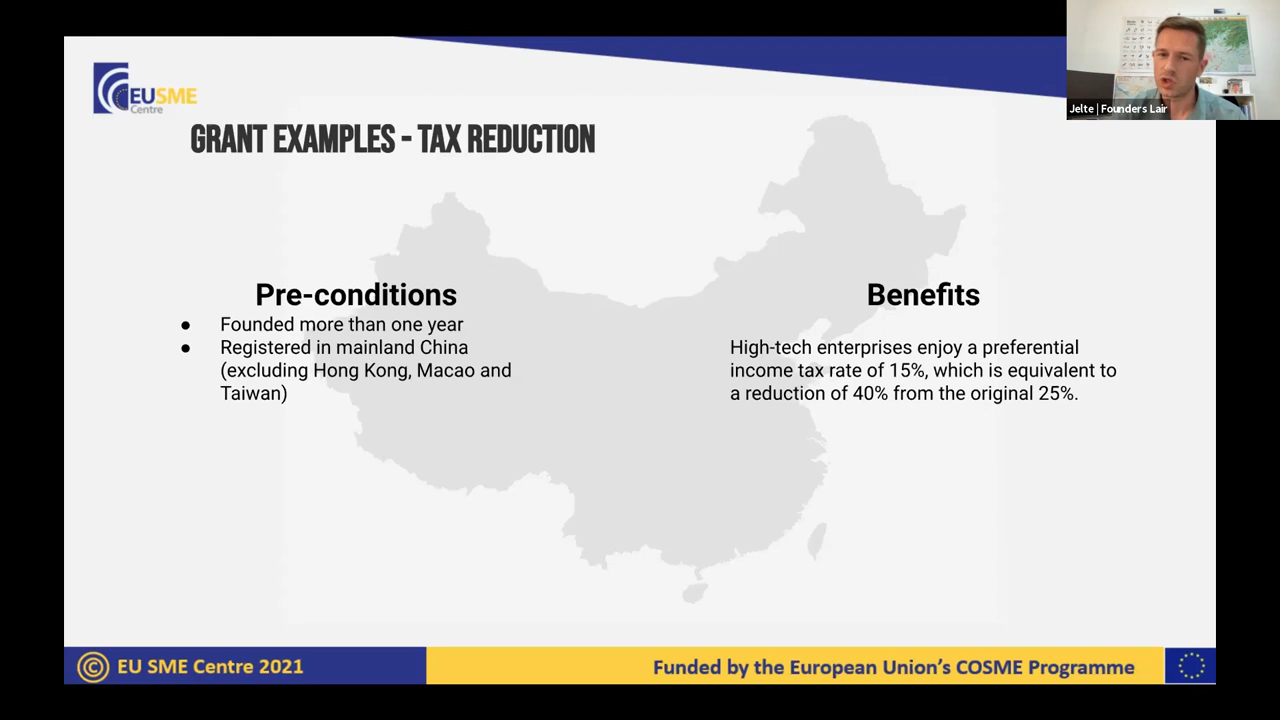 EUSME
Centre
GRANT EXAMPLES - TAX REDUCTION
Jelte | Founders Lair
Pre-conditions
● Founded more than one year
● Registered in mainland China
(excluding Hong Kong, Macao and
Taiwan)
Benefits
High-tech enterprises enjoy a preferential
income tax rate of 15%, which is equivalent to
a reduction of 40% from the original 25%.
© EU SME Centre 2021
Funded by the European Union's COSME Programme